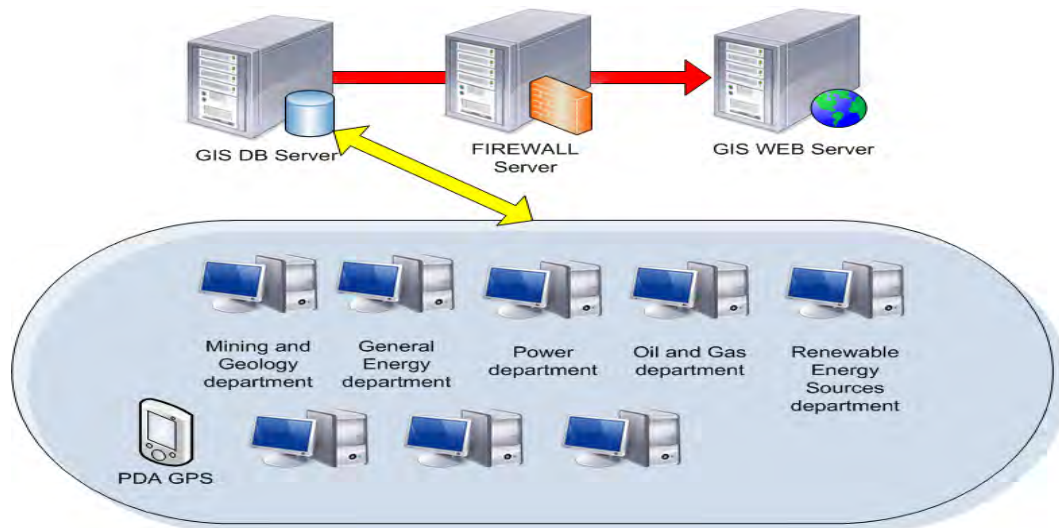 GIS DB Server
FIREWALL
Server
GIS WEB Server
Mining and
Geology
department
General
Energy
department
Power
department
Oil and Gas
department
Renewable
Energy
Sources
department
PDA GPS